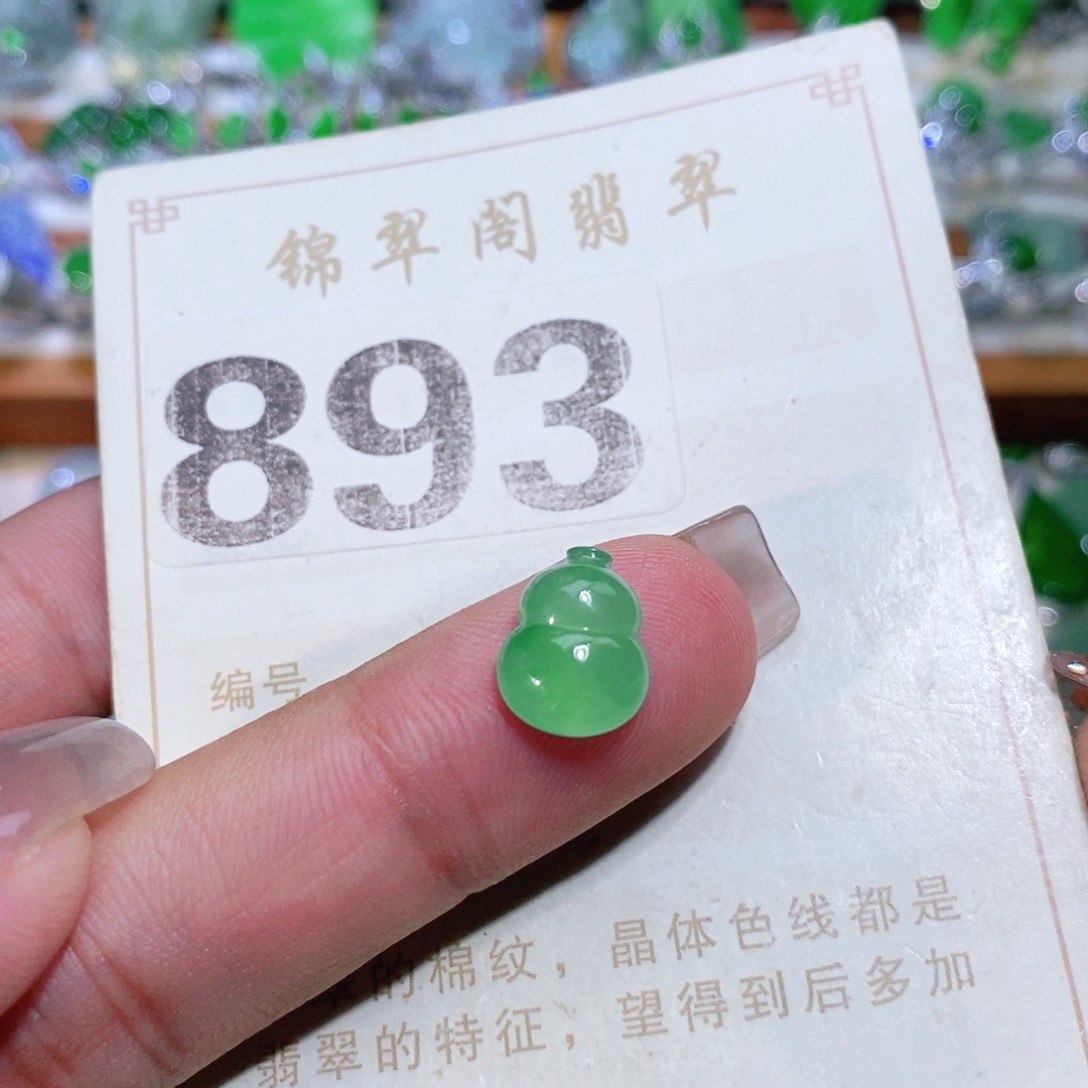 锦翠阁翡翠
893
编号
的棉纹，晶体色线都是
翡翠的特征，望得到后多加